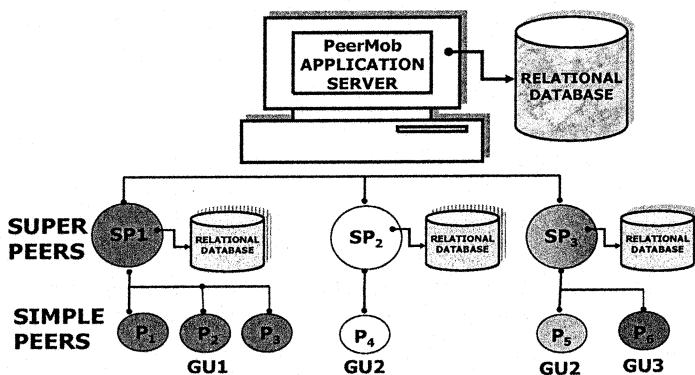 PeerMob
APPLICATION
SERVER
RELATIONAL
DATABASE
SUPER
PEERS
SP1
RELATIONAL
DATABASE
SP2
RELATIONAL
DATABASE
SP3
RELATIONAL
DATABASE
SIMPLE
PEERS
P1
P2
P3
P4
P5
P6
GU1
GU2
GU2
GU3